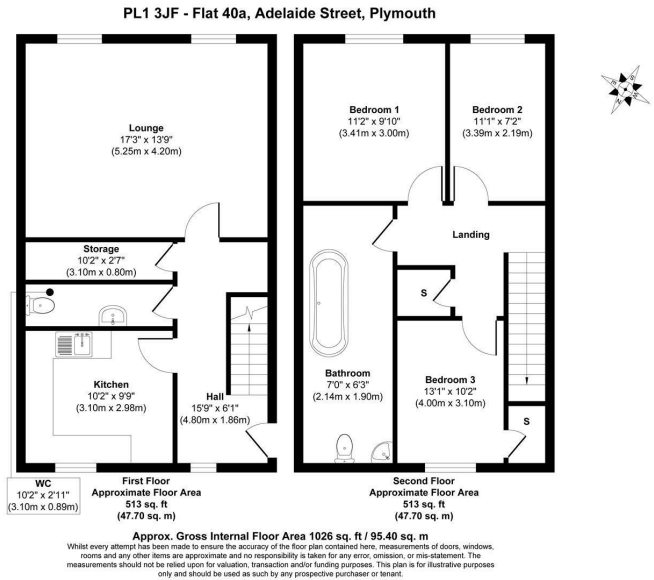 PL1 3JF - Flat 40a, Adelaide Street, Plymouth
Lounge
17'3" x 13'9"
(5.25m x 4.20m)
Storage
10'2" x 2'7"
(3.10m x 0.80m)
Kitchen
10'2" x 9'9"
(3.10m x 2.98m)
Hall
15'9" x 6'1"
(4.80m x 1.86m)
WC
10'2" x 2'11"
(3.10m x 0.89m)
First Floor
Approximate Floor Area
513 sq. ft
(47.70 sq. m)
Bedroom 1
11'2" x 9'10"
(3.41m x 3.00m)
Bedroom 2
11'1" x 7'2"
(3.39m x 2.19m)
Landing
S
Bathroom
7'0" x 6'3"
(2.14m x 1.90m)
Bedroom 3
13'1" x 10'2"
(4.00m x 3.10m)
S
Second Floor
Approximate Floor Area
513 sq. ft
(47.70 sq. m)
Approx. Gross Internal Floor Area 1026 sq. ft / 95.40 sq. m
Whilst every attempt has been made to ensure the accuracy of the floor plan contained here, measurements of doors, windows,
rooms and any other items are approximate and no responsibility is taken for any error, omission, or mis-statement. The
measurements should not be relied upon for valuation, transaction and/or funding purposes. This plan is for illustrative purposes
only and should be used as such by any prospective purchaser or tenant.